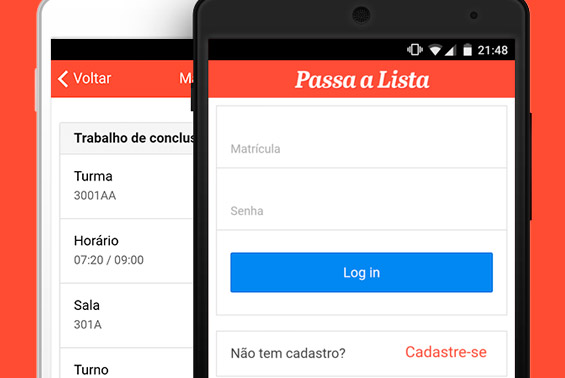 Voltar
Ma
Trabalho de conclus
Turma
3001AA
Horário
07:20 / 09:00
Sala
301A
Turno
21:48
Passa a Lista
Matrícula
Senha
Log in
Não tem cadastro?
Cadastre-se